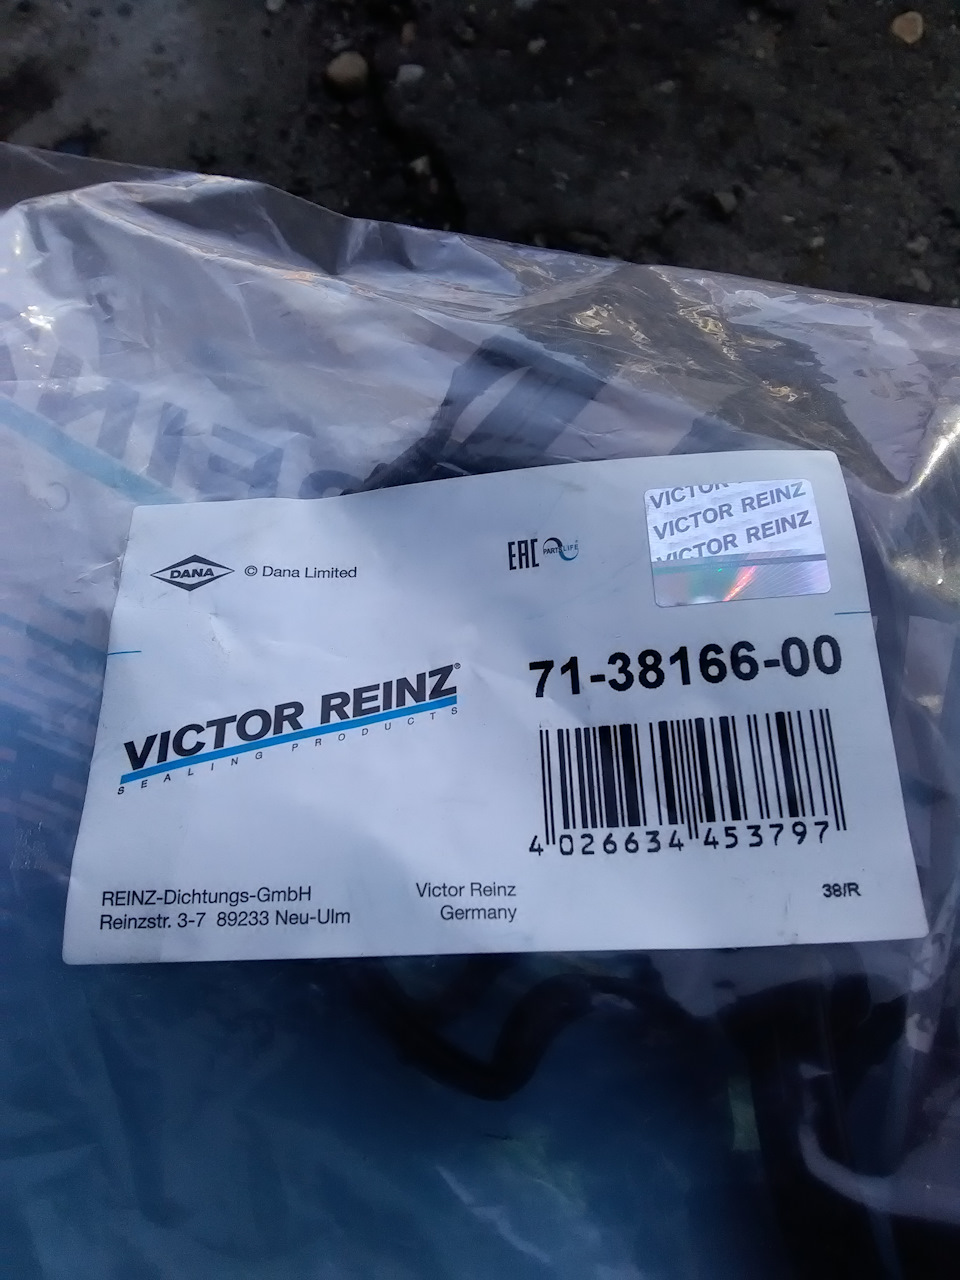 VICTOR REINZ
VICTOR REINZ
VICTOR REINZ
DANA © Dana Limited
EAC PARTSLIFE
71-38166-00
VICTOR REINZ®
SEALING PRODUCTS
4 026634 453797
REINZ-Dichtungs-GmbH
Reinzstr. 3-7 89233 Neu-Ulm
Victor Reinz
Germany
38/R